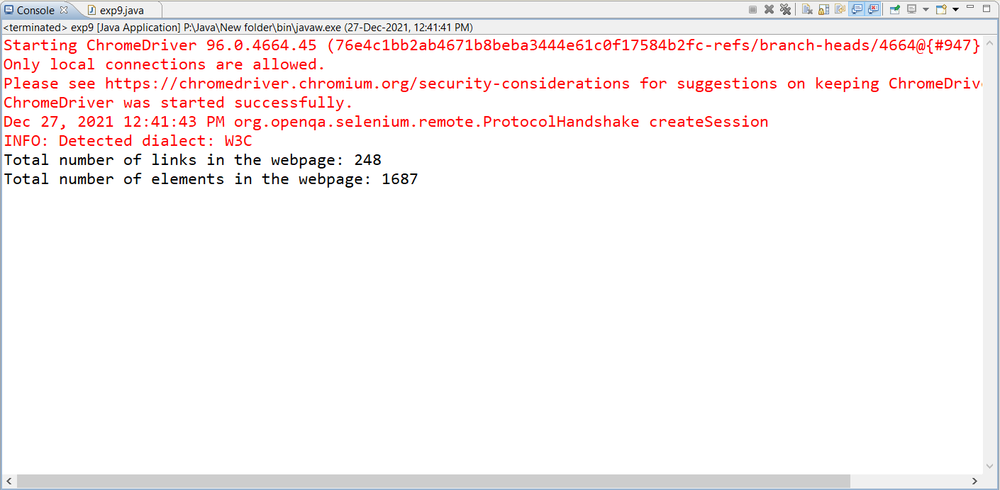 Console exp9.java
<terminated> exp9 [Java Application] P:\Java\New folder\bin\javaw.exe (27-Dec-2021, 12:41:41 PM)
Starting ChromeDriver 96.0.4664.45 (76e4c1bb2ab4671b8beba3444e61c0f17584b2fc-refs/branch-heads/4664@{#947}
Only local connections are allowed.
Please see https://chromedriver.chromium.org/security-considerations for suggestions on keeping ChromeDriv
ChromeDriver was started successfully.
Dec 27, 2021 12:41:43 PM org.openqa.selenium.remote.ProtocolHandshake createSession
INFO: Detected dialect: W3C
Total number of links in the webpage: 248
Total number of elements in the webpage: 1687